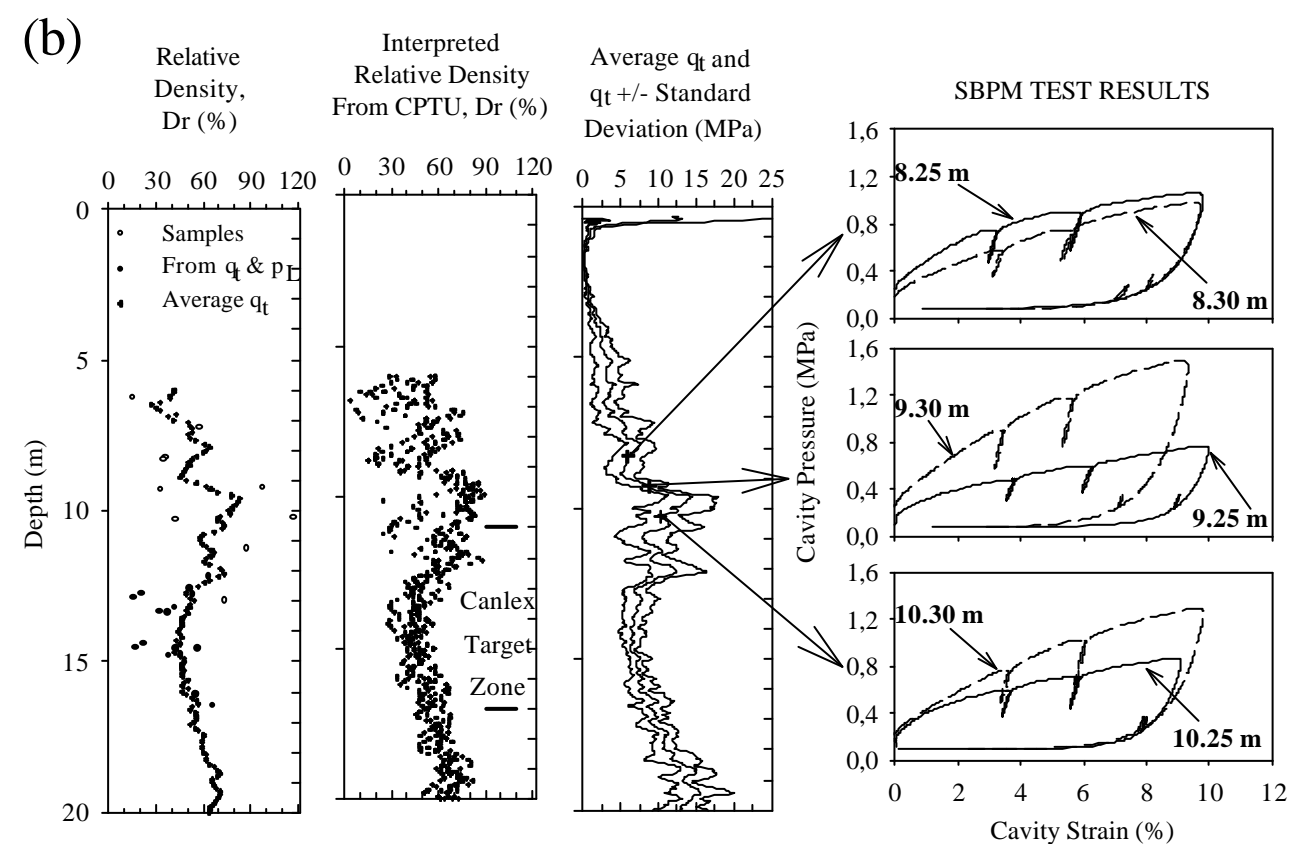 (b)
Relative
Density,
Dr (%)
0 30 60 90 120
Samples
From qt & pL
Average qt
Depth (m)
0
5
10
15
20
Interpreted
Relative Density
From CPTU, Dr (%)
0 30 60 90 120
Canlex
Target
Zone
Average qt and
qt +/- Standard
Deviation (MPa)
0 5 10 15 20 25
SBPM TEST RESULTS
Cavity Pressure (MPa)
1,6
1,2
0,8
0,4
0,0
8.25 m
8.30 m
1,6
1,2
0,8
0,4
0,0
9.30 m
9.25 m
1,6
1,2
0,8
0,4
0,0
10.30 m
10.25 m
0 2 4 6 8 10 12
Cavity Strain (%)